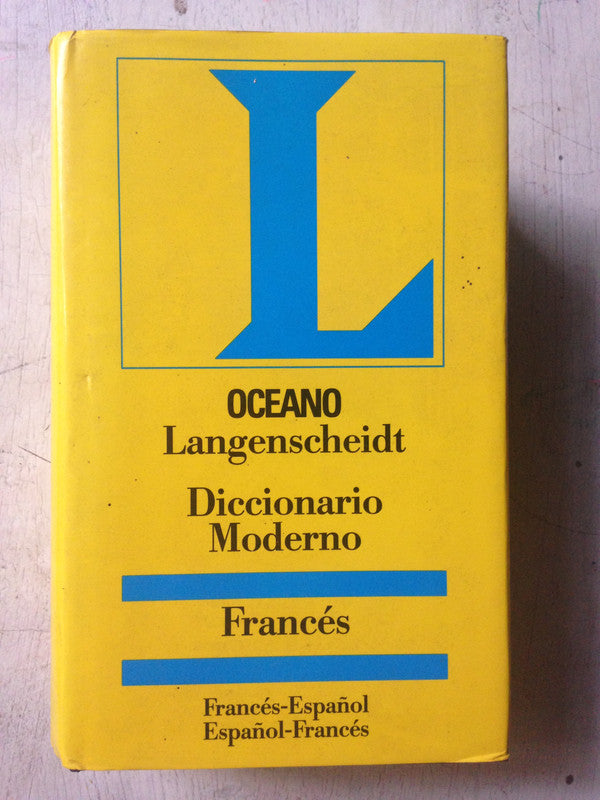 L
OCEANO
Langenscheidt
Diccionario
Moderno
Francés
Francés-Español
Español-Francés